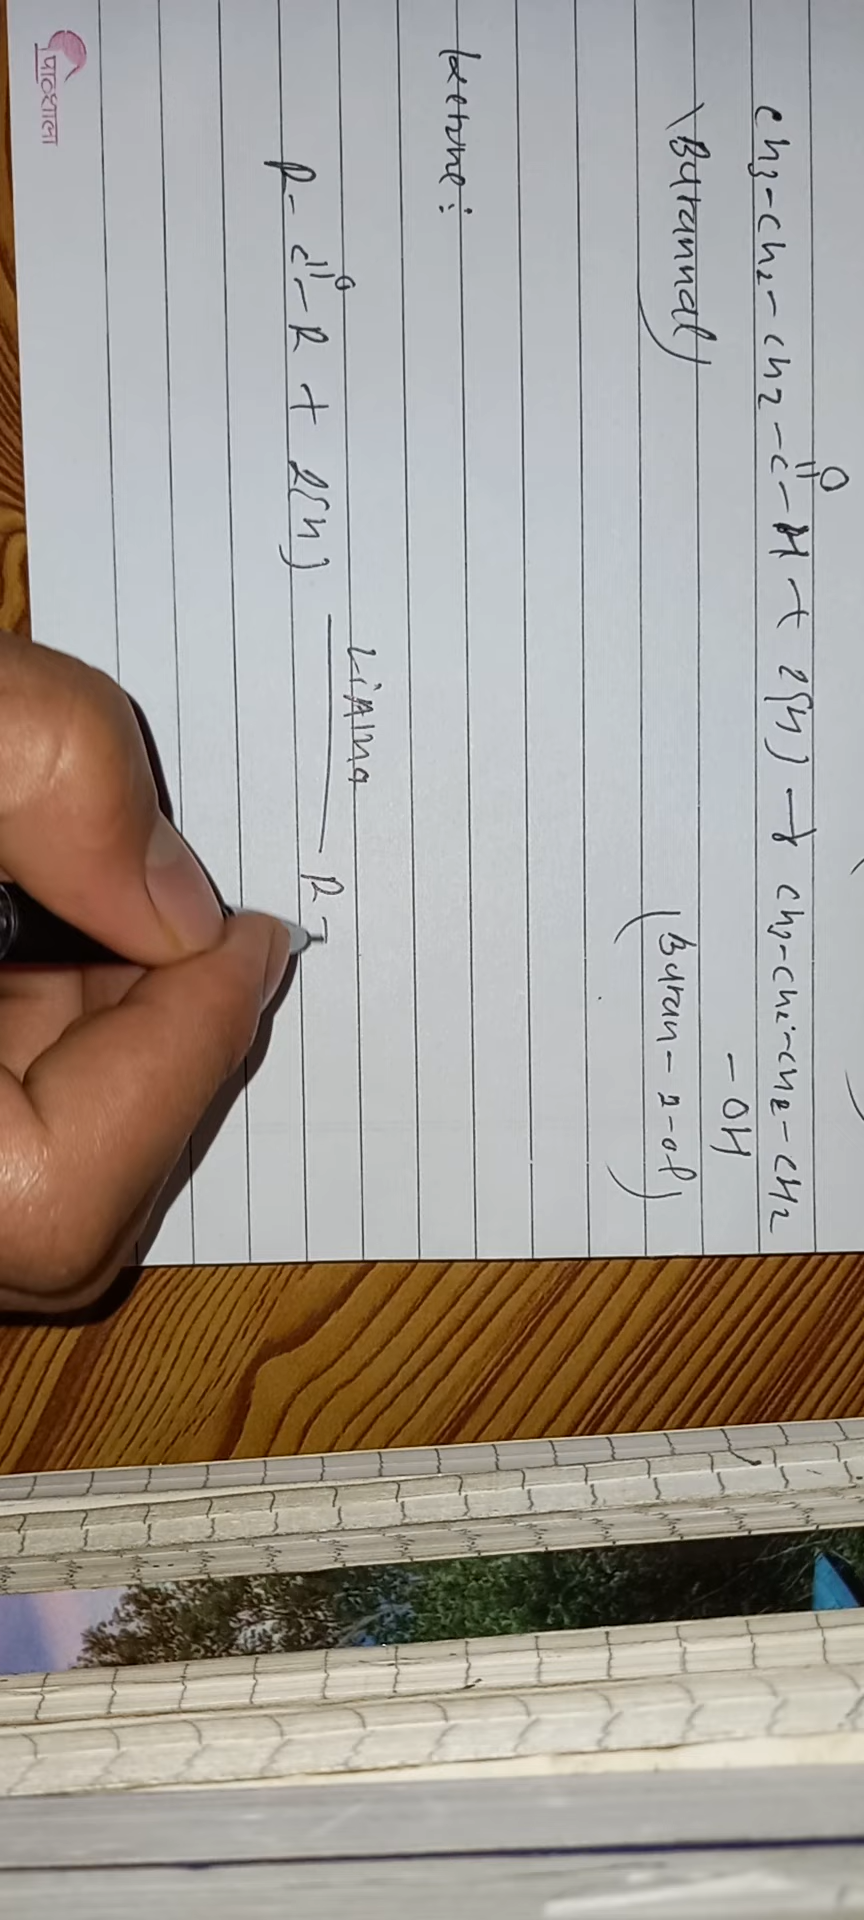 O
CH3-CH2-CH2-C-H + 2[H] → CH3-CH2-CH2-CH2
-OH
(Butannal) (Butan-1-ol)
Ketone:
O LiAlH4
R-C-R + 2[H] R-
पाठशाला